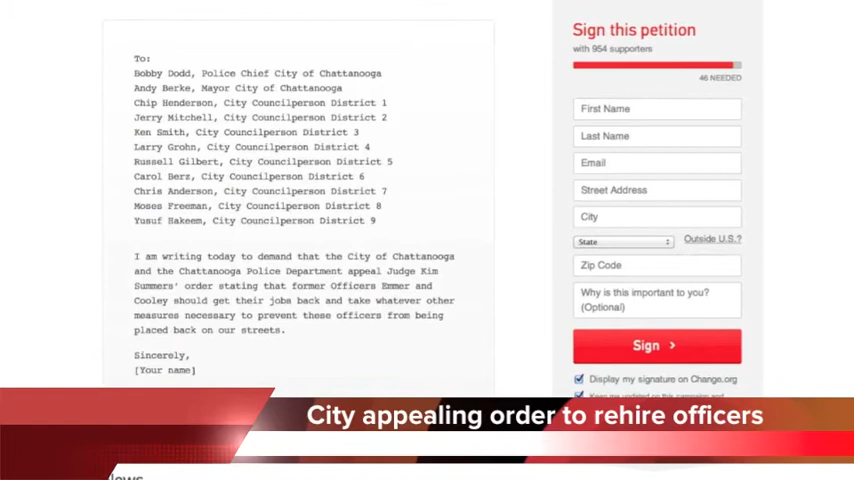 To:
Bobby Dodd, Police Chief City of Chattanooga
Andy Berke, Mayor City of Chattanooga
Chip Henderson, City Councilperson District 1
Jerry Mitchell, City Councilperson District 2
Ken Smith, City Councilperson District 3
Larry Grohn, City Councilperson District 4
Russell Gilbert, City Councilperson District 5
Carol Berz, City Councilperson District 6
Chris Anderson, City Councilperson District 7
Moses Freeman, City Councilperson District 8
Yusuf Hakeem, City Councilperson District 9
I am writing today to demand that the City of Chattanooga
and the Chattanooga Police Department appeal Judge Kim
Summers' order stating that former Officers Emmer and
Cooley should get their jobs back and take whatever other
measures necessary to prevent these officers from being
placed back on our streets.
Sincerely,
[Your name]
Sign this petition
with 954 supporters
46 NEEDED
First Name
Last Name
Email
Street Address
City
State
Outside U.S.?
Zip Code
Why is this important to you?
(Optional)
Sign >
Display my signature on Change.org
Keep me updated on this campaign and
City appealing order to rehire officers